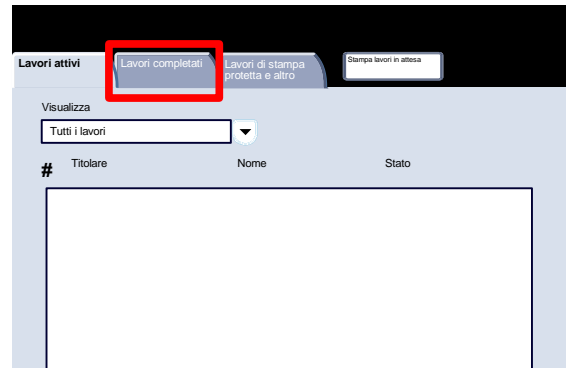 Lavori attivi
Lavori completati
Lavori di stampa
protetta e altro
Stampa lavori in attesa
Visualizza
Tutti i lavori
# Titolare Nome Stato